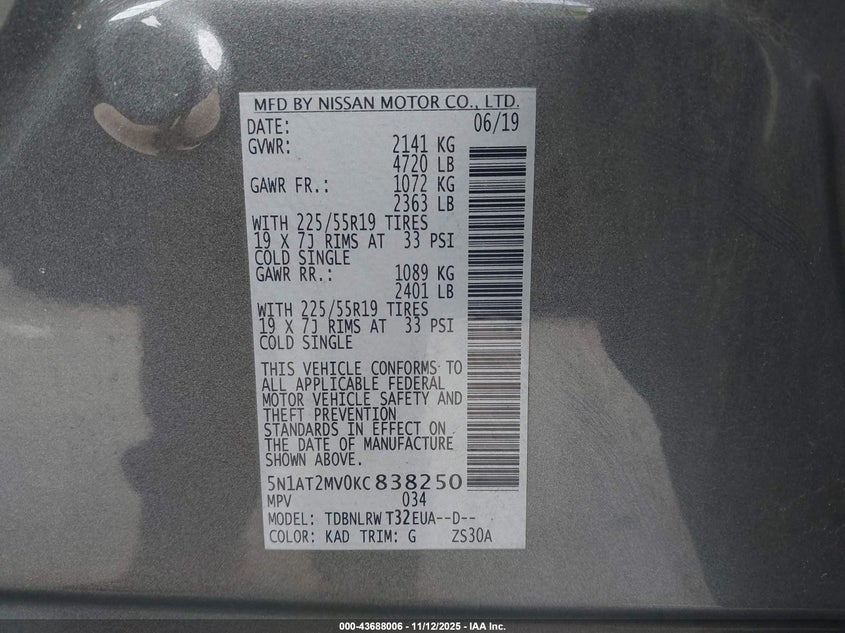 MFD BY NISSAN MOTOR CO., LTD.
DATE: 06/19
GVWR: 2141 KG
4720 LB
GAWR FR.: 1072 KG
2363 LB
WITH 225/55R19 TIRES
19 X 7J RIMS AT 33 PSI
COLD SINGLE
GAWR RR.: 1089 KG
2401 LB
WITH 225/55R19 TIRES
19 X 7J RIMS AT 33 PSI
COLD SINGLE
THIS VEHICLE CONFORMS TO
ALL APPLICABLE FEDERAL
MOTOR VEHICLE SAFETY AND
THEFT PREVENTION
STANDARDS IN EFFECT ON
THE DATE OF MANUFACTURE
SHOWN ABOVE.
5N1AT2MV0KC838250
MPV 034
MODEL: TDBNLRW T32EUA--D--
COLOR: KAD TRIM: G ZS30A
000-43688006 - 11/12/2025 - IAA Inc.